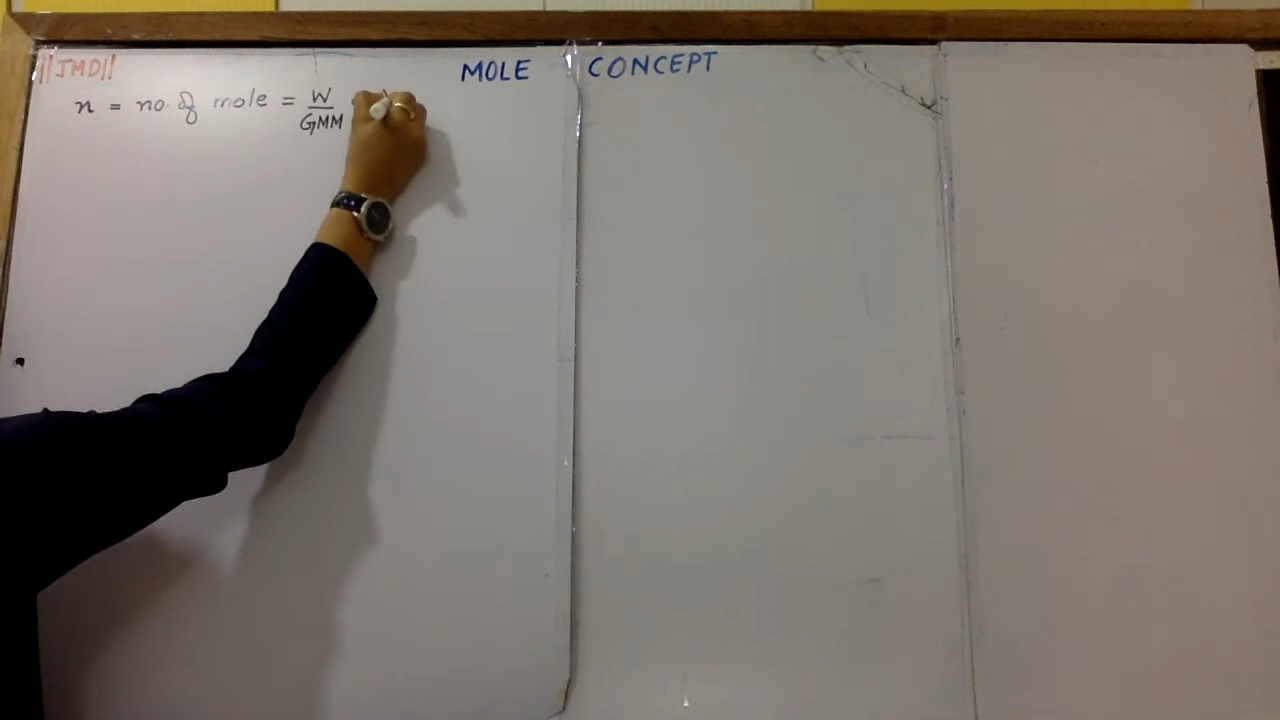 ||JMD||
MOLE CONCEPT
n = no. of mole = W/GMM